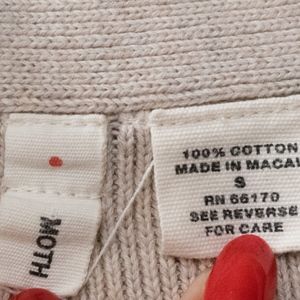 MOTH
100% COTTON
MADE IN MACAU
S
RN 66170
SEE REVERSE
FOR CARE